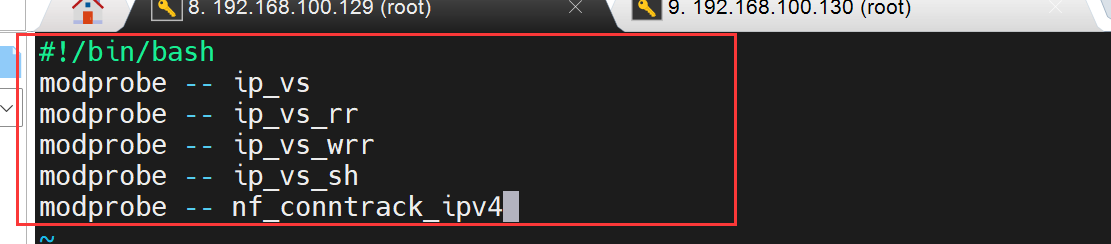 8. 192.168.100.129 (root)
9. 192.168.100.130 (root)
#!/bin/bash
modprobe -- ip_vs
modprobe -- ip_vs_rr
modprobe -- ip_vs_wrr
modprobe -- ip_vs_sh
modprobe -- nf_conntrack_ipv4
~